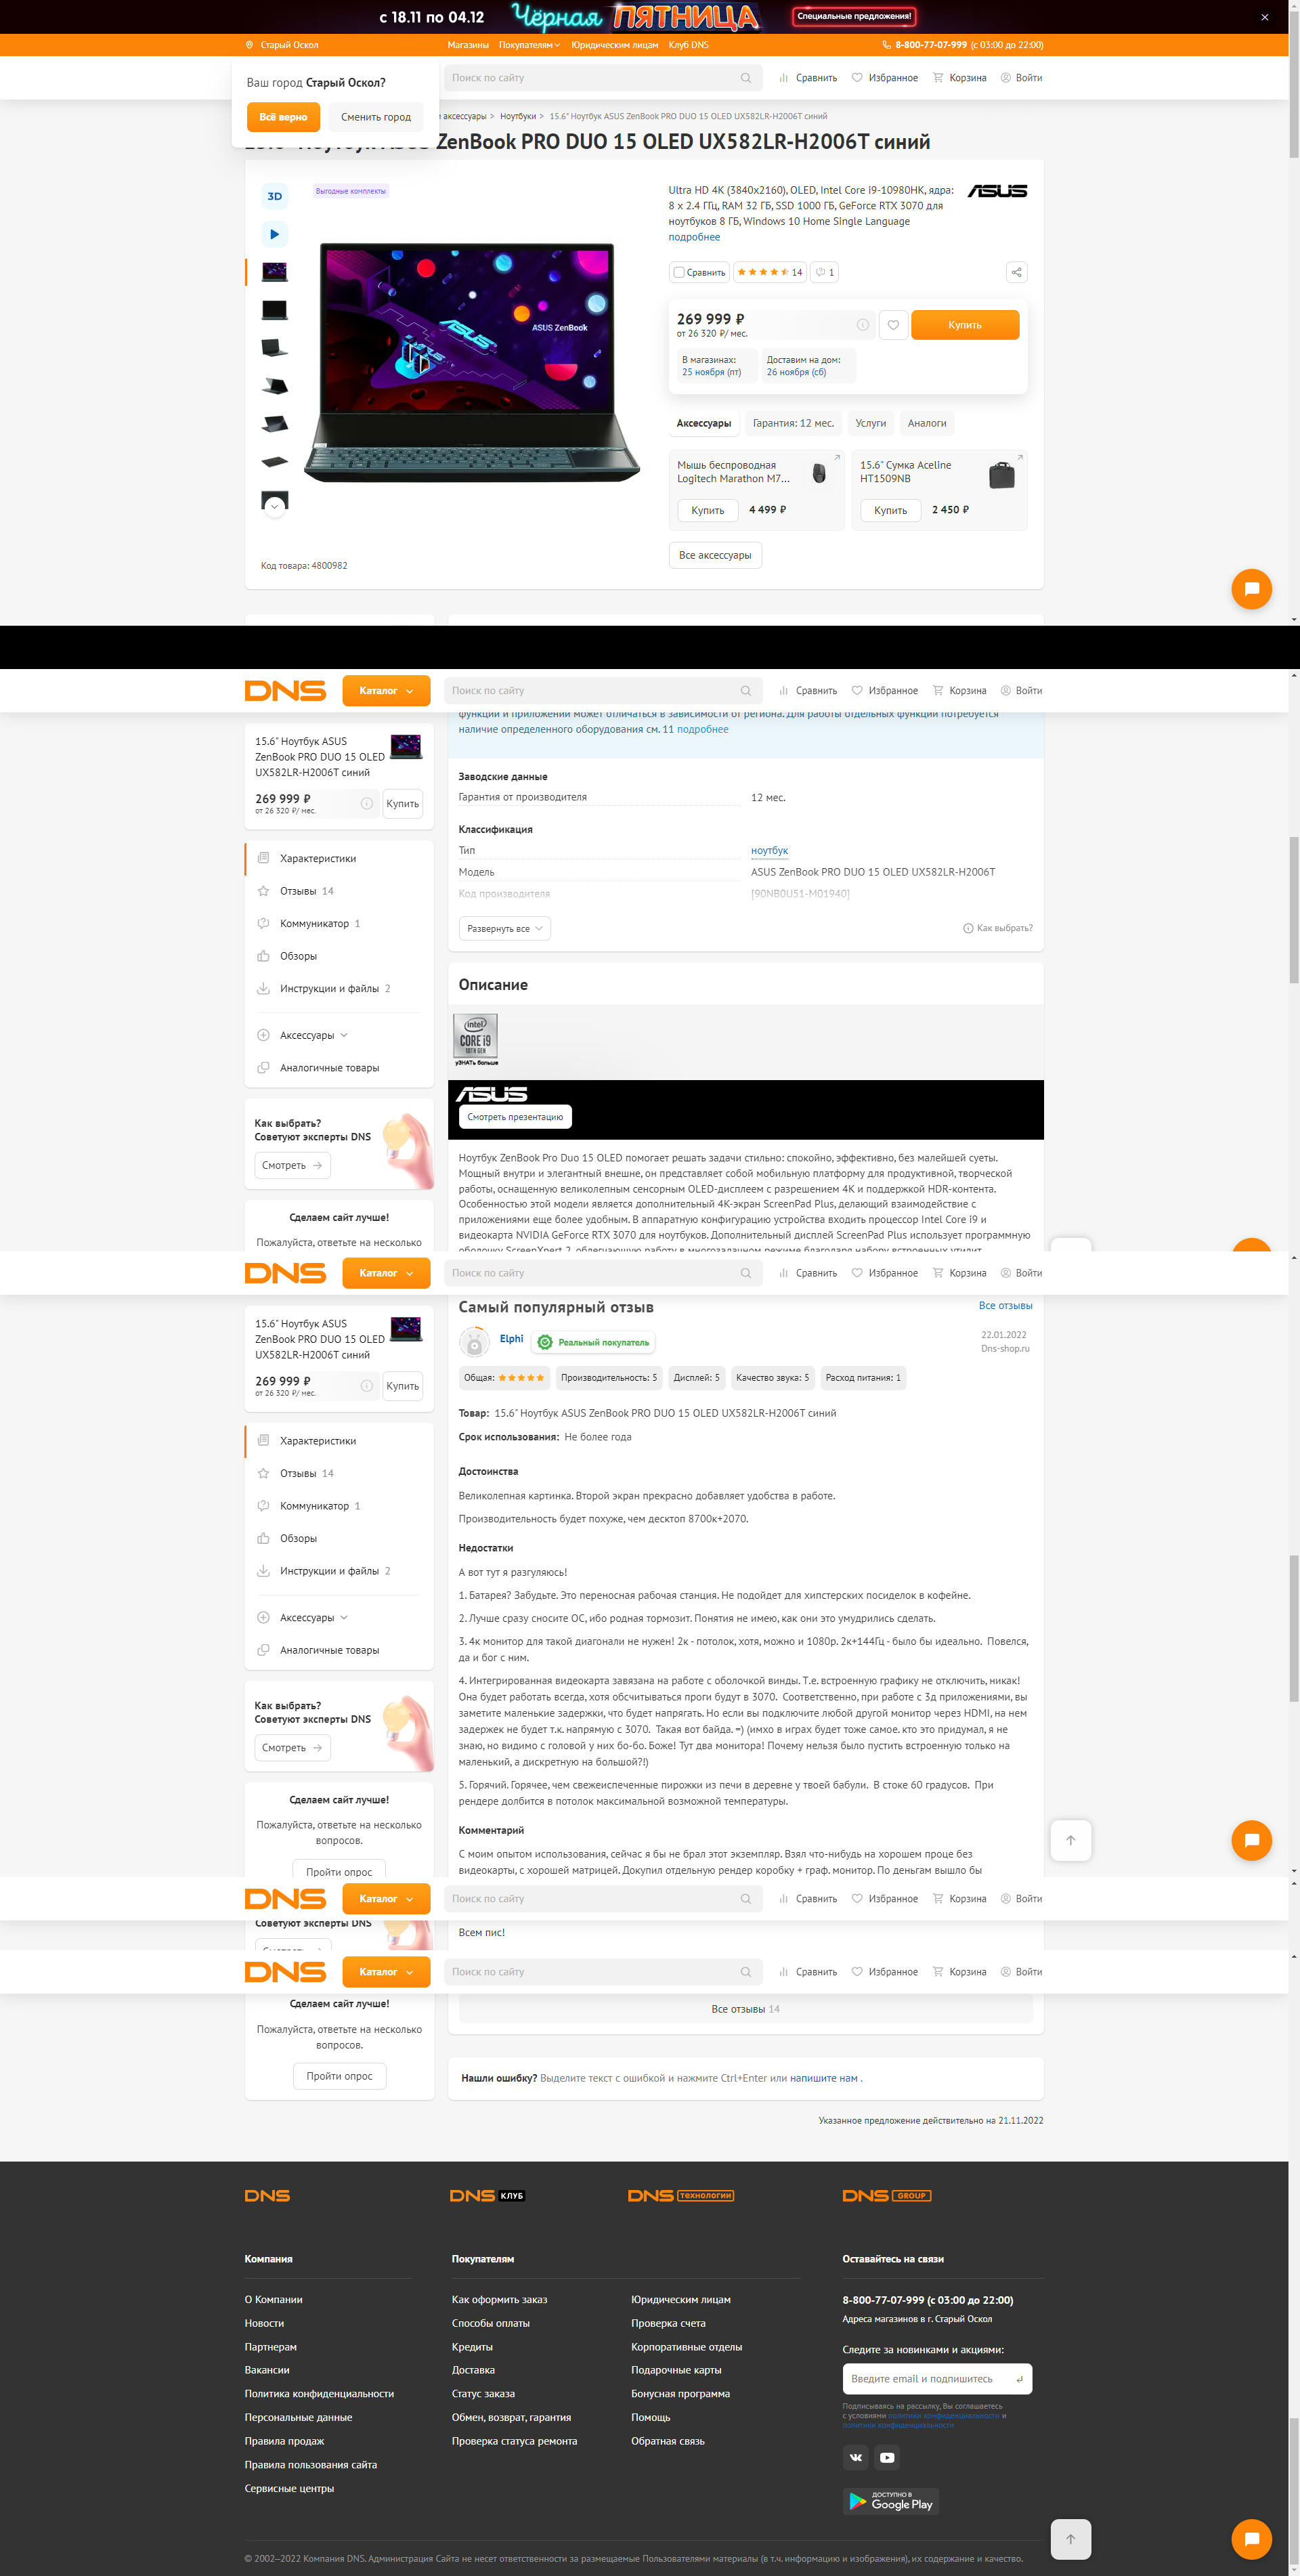 с 18.11 по 04.12
Чёрная ПЯТНИЦА
Специальные предложения!
Старый Оскол
Магазины Покупателям Юридическим лицам Клуб DNS
8-800-77-07-999 (с 03:00 до 22:00)
Ваш город Старый Оскол?
Всё верно
Сменить город
Поиск по сайту
Сравнить Избранное Корзина Войти
и аксессуары > Ноутбуки > 15.6" Ноутбук ASUS ZenBook PRO DUO 15 OLED UX582LR-H2006T синий
15.6" Ноутбук ASUS ZenBook PRO DUO 15 OLED UX582LR-H2006T синий
3D
Выгодные комплекты
ASUS ZenBook
Код товара: 4800982
Ultra HD 4K (3840x2160), OLED, Intel Core i9-10980HK, ядра:
8 x 2.4 ГГц, RAM 32 ГБ, SSD 1000 ГБ, GeForce RTX 3070 для
ноутбуков 8 ГБ, Windows 10 Home Single Language
подробнее
ASUS
Сравнить
14
1
269 999 ₽
от 26 320 ₽/ мес.
Купить
В магазинах:
25 ноября (пт)
Доставим на дом:
26 ноября (сб)
Аксессуары
Гарантия: 12 мес.
Услуги
Аналоги
Мышь беспроводная
Logitech Marathon M7...
Купить 4 499 ₽
15.6" Сумка Aceline
HT1509NB
Купить 2 450 ₽
Все аксессуары
DNS
Каталог
Поиск по сайту
Сравнить Избранное Корзина Войти
15.6" Ноутбук ASUS
ZenBook PRO DUO 15 OLED
UX582LR-H2006T синий
269 999 ₽
от 26 320 ₽/ мес.
Купить
Характеристики
Отзывы 14
Коммуникатор 1
Обзоры
Инструкции и файлы 2
Аксессуары
Аналогичные товары
Как выбрать?
Советуют эксперты DNS
Смотреть
Сделаем сайт лучше!
Пожалуйста, ответьте на несколько
функции и приложений может отличаться в зависимости от региона. Для работы отдельных функций потребуется
наличие определенного оборудования см. 11 подробнее
Заводские данные
Гарантия от производителя 12 мес.
Классификация
Тип ноутбук
Модель ASUS ZenBook PRO DUO 15 OLED UX582LR-H2006T
Код производителя [90NB0U51-M01940]
Развернуть все
Как выбрать?
Описание
intel
CORE i9
10TH GEN
уЗНАТЬ больше
ASUS
Смотреть презентацию
Ноутбук ZenBook Pro Duo 15 OLED помогает решать задачи стильно: спокойно, эффективно, без малейшей суеты.
Мощный внутри и элегантный внешне, он представляет собой мобильную платформу для продуктивной, творческой
работы, оснащенную великолепным сенсорным OLED-дисплеем с разрешением 4K и поддержкой HDR-контента.
Особенностью этой модели является дополнительный 4K-экран ScreenPad Plus, делающий взаимодействие с
приложениями еще более удобным. В аппаратную конфигурацию устройства входить процессор Intel Core i9 и
видеокарта NVIDIA GeForce RTX 3070 для ноутбуков. Дополнительный дисплей ScreenPad Plus использует программную
оболочку ScreenXpert 2, облегчающую работу в многозадачном режиме благодаря набору встроенных утилит
DNS
Каталог
Поиск по сайту
Сравнить Избранное Корзина Войти
15.6" Ноутбук ASUS
ZenBook PRO DUO 15 OLED
UX582LR-H2006T синий
269 999 ₽
от 26 320 ₽/ мес.
Купить
Характеристики
Отзывы 14
Коммуникатор 1
Обзоры
Инструкции и файлы 2
Аксессуары
Аналогичные товары
Как выбрать?
Советуют эксперты DNS
Смотреть
Сделаем сайт лучше!
Пожалуйста, ответьте на несколько
вопросов.
Пройти опрос
Самый популярный отзыв
Все отзывы
Elphi
Реальный покупатель
22.01.2022
Dns-shop.ru
Общая:
Производительность: 5
Дисплей: 5
Качество звука: 5
Расход питания: 1
Товар: 15.6" Ноутбук ASUS ZenBook PRO DUO 15 OLED UX582LR-H2006T синий
Срок использования: Не более года
Достоинства
Великолепная картинка. Второй экран прекрасно добавляет удобства в работе.
Производительность будет похуже, чем десктоп 8700к+2070.
Недостатки
А вот тут я разгуляюсь!
1. Батарея? Забудьте. Это переносная рабочая станция. Не подойдет для хипстерских посиделок в кофейне.
2. Лучше сразу сносите ОС, ибо родная тормозит. Понятия не имею, как они это умудрились сделать.
3. 4к монитор для такой диагонали не нужен! 2к - потолок, хотя, можно и 1080p. 2к+144Гц - было бы идеально. Повелся,
да и бог с ним.
4. Интегрированная видеокарта завязана на работе с оболочкой винды. Т.е. встроенную графику не отключить, никак!
Она будет работать всегда, хотя обсчитываться проги будут в 3070. Соответственно, при работе с 3д приложениями, вы
заметите маленькие задержки, что будет напрягать. Но если вы подключите любой другой монитор через HDMI, на нем
задержек не будет т.к. напрямую с 3070. Такая вот байда. =) (имхо в играх будет тоже самое. кто это придумал, я не
знаю, но видимо с головой у них бо-бо. Боже! Тут два монитора! Почему нельзя было пустить встроенную только на
маленький, а дискретную на большой?!)
5. Горячий. Горячее, чем свежеиспеченные пирожки из печи в деревне у твоей бабули. В стоке 60 градусов. При
рендере долбится в потолок максимальной возможной температуры.
Комментарий
С моим опытом использования, сейчас я бы не брал этот экземпляр. Взял что-нибудь на хорошем проце без
видеокарты, с хорошей матрицей. Докупил отдельную рендер коробку + граф. монитор. По деньгам вышло бы
DNS
Каталог
Поиск по сайту
Сравнить Избранное Корзина Войти
Советуют эксперты DNS
Смотреть
Всем пис!
DNS
Каталог
Поиск по сайту
Сравнить Избранное Корзина Войти
Сделаем сайт лучше!
Пожалуйста, ответьте на несколько
вопросов.
Пройти опрос
Все отзывы 14
Нашли ошибку? Выделите текст с ошибкой и нажмите Ctrl+Enter или напишите нам .
Указанное предложение действительно на 21.11.2022
DNS
DNS КЛУБ
DNS ТЕХНОЛОГИИ
DNS GROUP
Компания
О Компании
Новости
Партнерам
Вакансии
Политика конфиденциальности
Персональные данные
Правила продаж
Правила пользования сайта
Сервисные центры
Покупателям
Как оформить заказ
Способы оплаты
Кредиты
Доставка
Статус заказа
Обмен, возврат, гарантия
Проверка статуса ремонта
Юридическим лицам
Проверка счета
Корпоративные отделы
Подарочные карты
Бонусная программа
Помощь
Обратная связь
Оставайтесь на связи
8-800-77-07-999 (с 03:00 до 22:00)
Адреса магазинов в г. Старый Оскол
Следите за новинками и акциями:
Введите email и подпишитесь
Подписываясь на рассылку, Вы соглашаетесь
с условиями политики конфиденциальности и
политики конфиденциальности
ДОСТУПНО В
Google Play
© 2002–2022 Компания DNS. Администрация Сайта не несет ответственности за размещаемые Пользователями материалы (в т.ч. информацию и изображения), их содержание и качество.